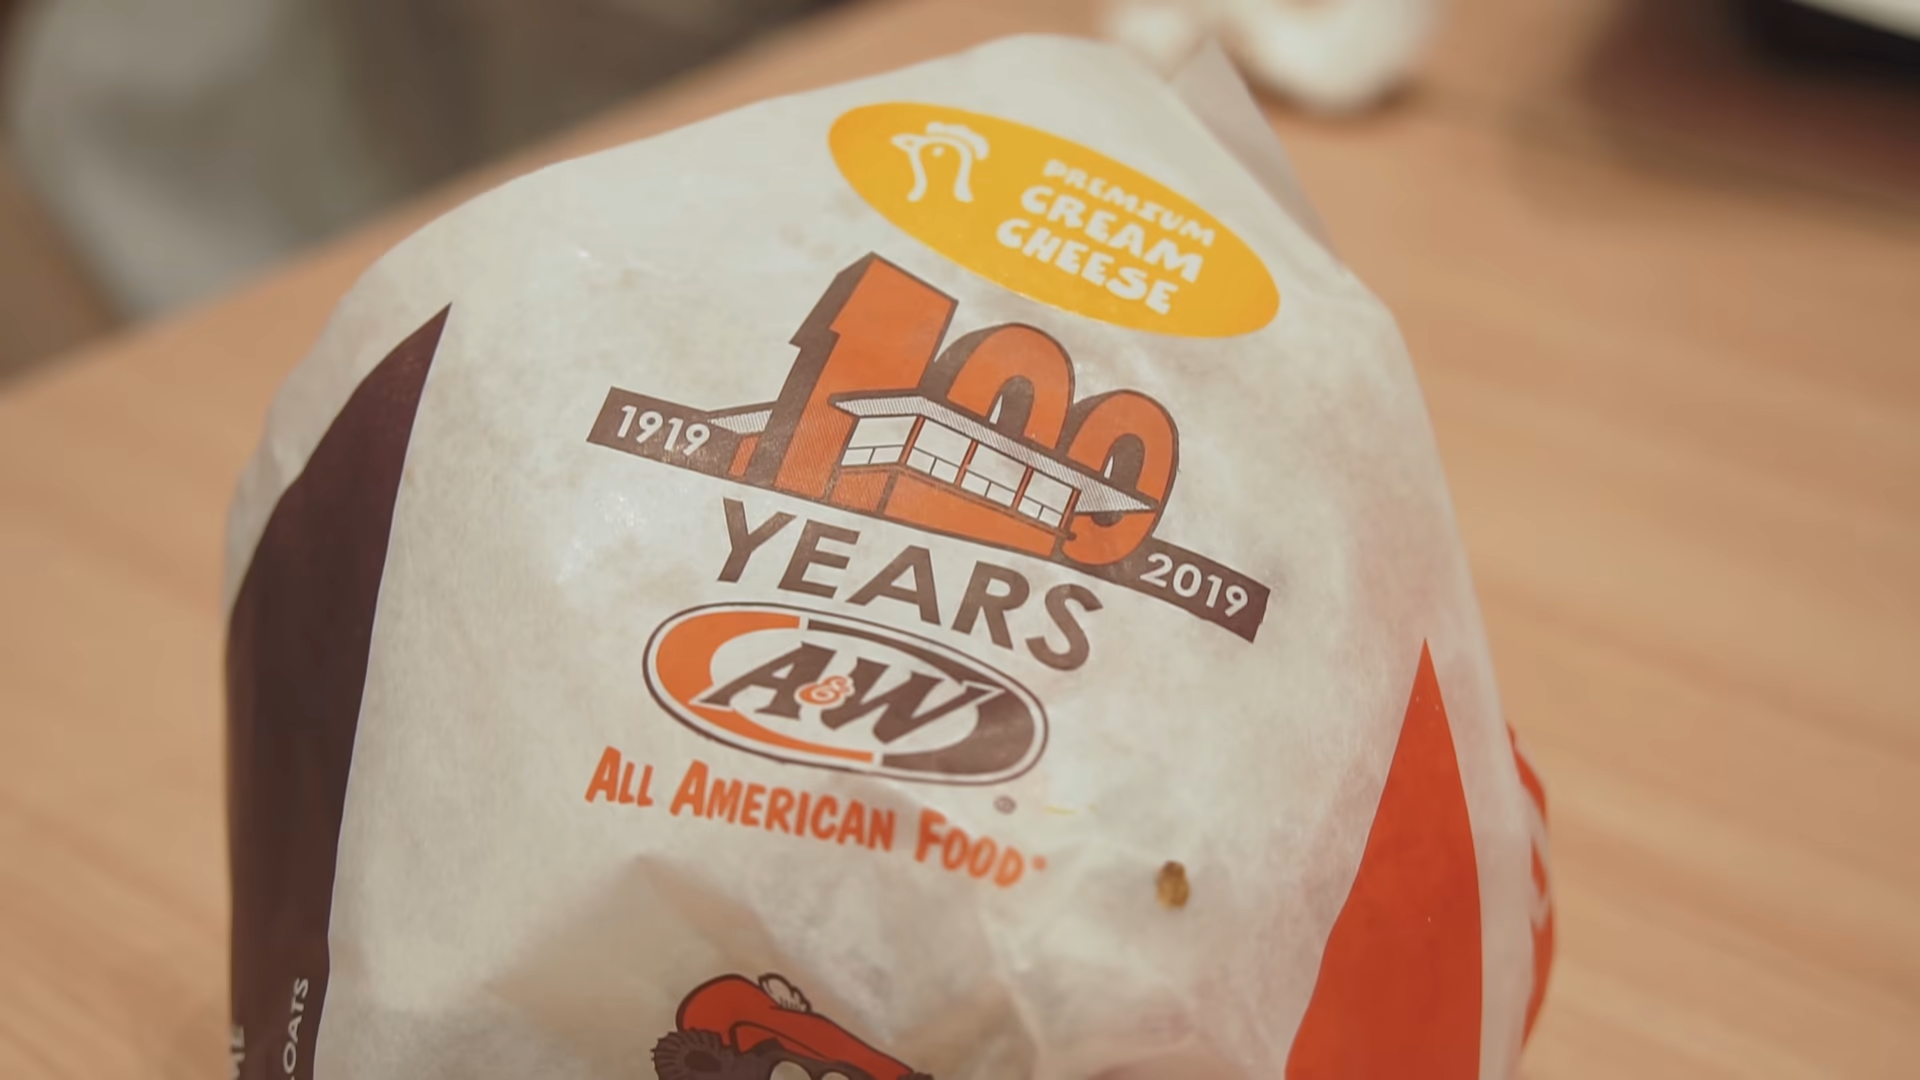 PREMIUM
CREAM
CHEESE
1919
100
2019
YEARS
A&W
®
ALL AMERICAN FOOD